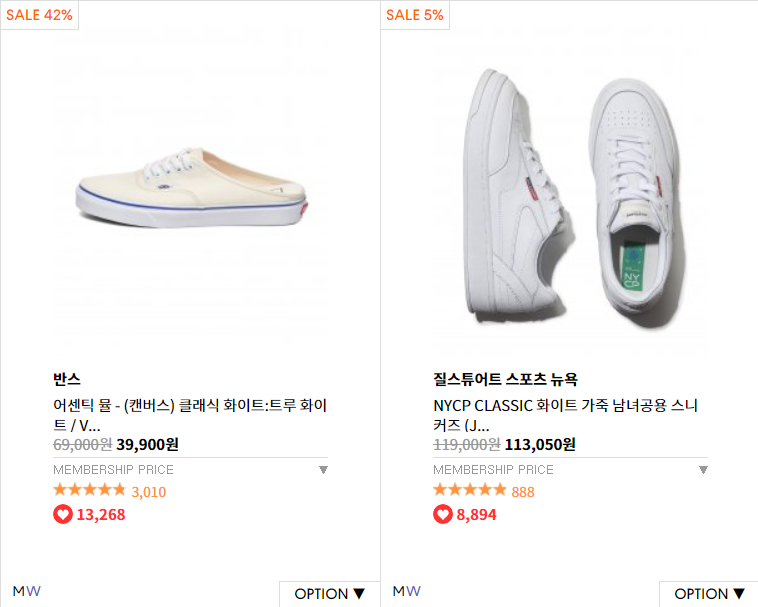 SALE 42%
반스
어센틱 뮬 - (캔버스) 클래식 화이트:트루 화이
트 / V...
69,000원 39,900원
MEMBERSHIP PRICE ▼
3,010
13,268
MW
OPTION ▼
SALE 5%
질스튜어트 스포츠 뉴욕
NYCP CLASSIC 화이트 가죽 남녀공용 스니
커즈 (J...
119,000원 113,050원
MEMBERSHIP PRICE ▼
888
8,894
MW
OPTION ▼